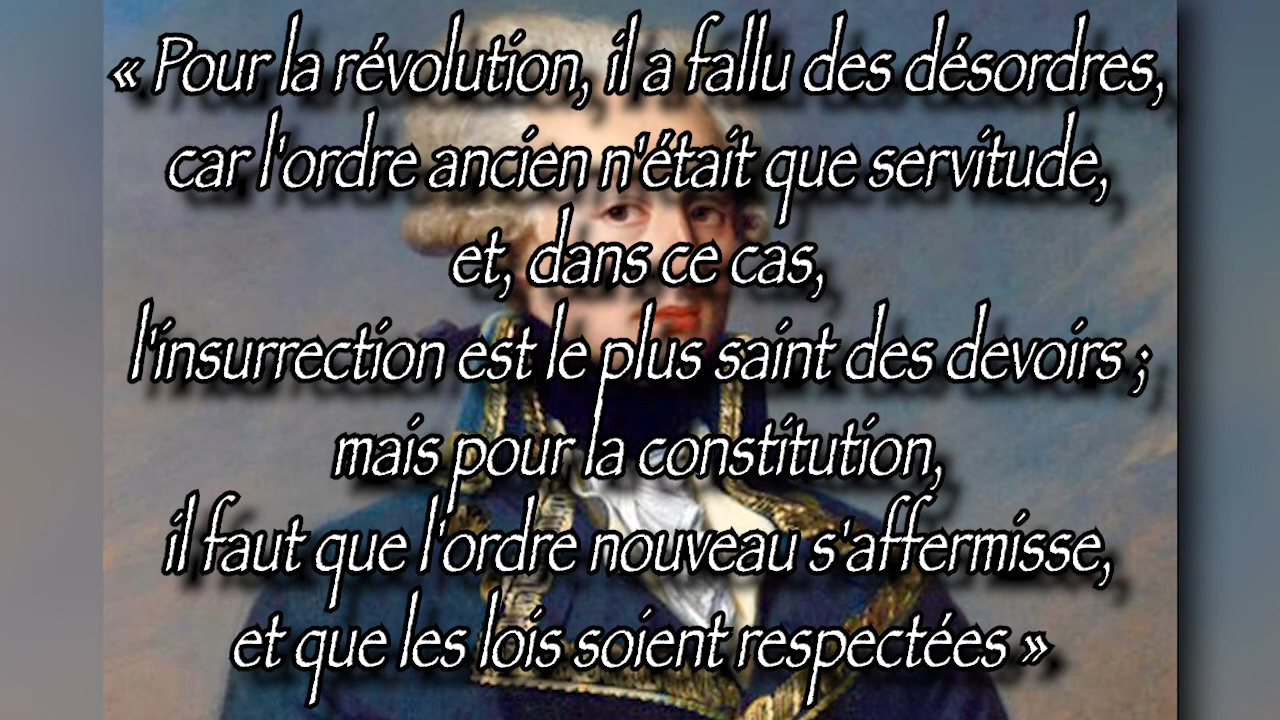 « Pour la révolution, il a fallu des désordres,
car l'ordre ancien n'était que servitude,
et, dans ce cas,
l'insurrection est le plus saint des devoirs ;
mais pour la constitution,
il faut que l'ordre nouveau s'affermisse,
et que les lois soient respectées »